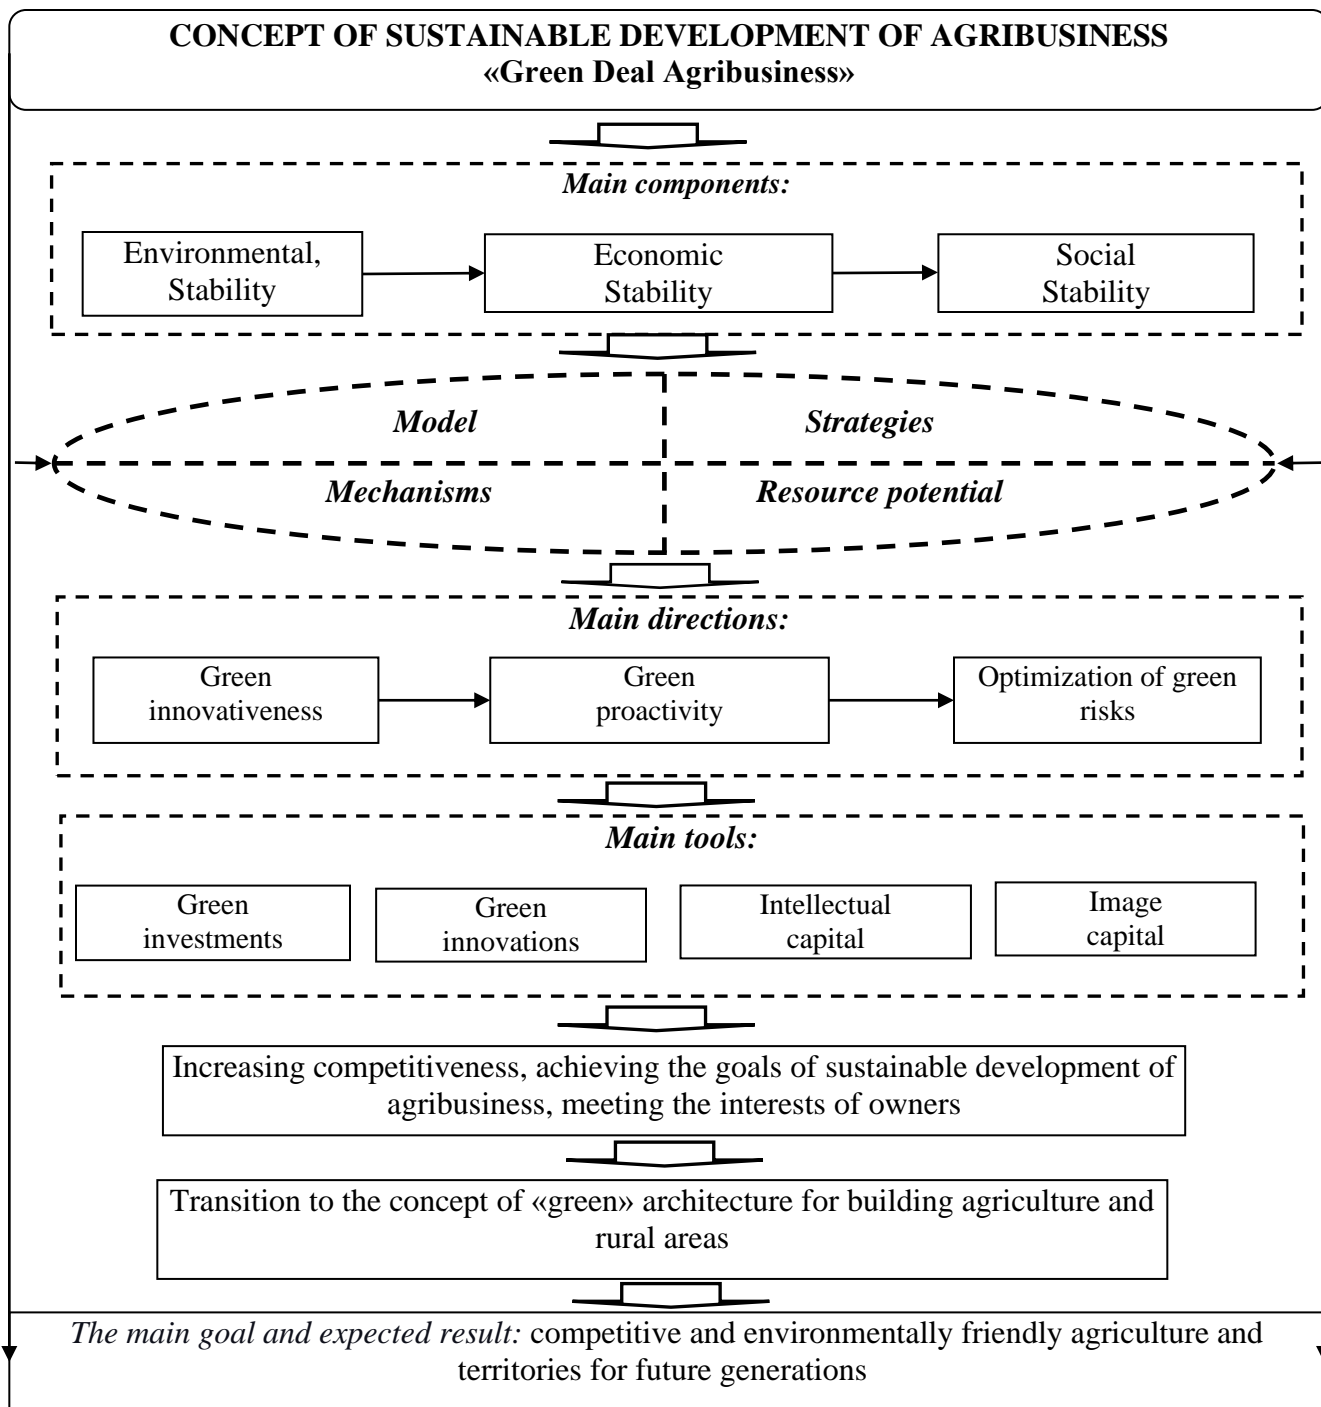 CONCEPT OF SUSTAINABLE DEVELOPMENT OF AGRIBUSINESS
«Green Deal Agribusiness»
Main components:
Environmental,
Stability
Economic
Stability
Social
Stability
Model
Strategies
Mechanisms
Resource potential
Main directions:
Green
innovativeness
Green
proactivity
Optimization of green
risks
Main tools:
Green
investments
Green
innovations
Intellectual
capital
Image
capital
Increasing competitiveness, achieving the goals of sustainable development of
agribusiness, meeting the interests of owners
Transition to the concept of «green» architecture for building agriculture and
rural areas
The main goal and expected result: competitive and environmentally friendly agriculture and
territories for future generations